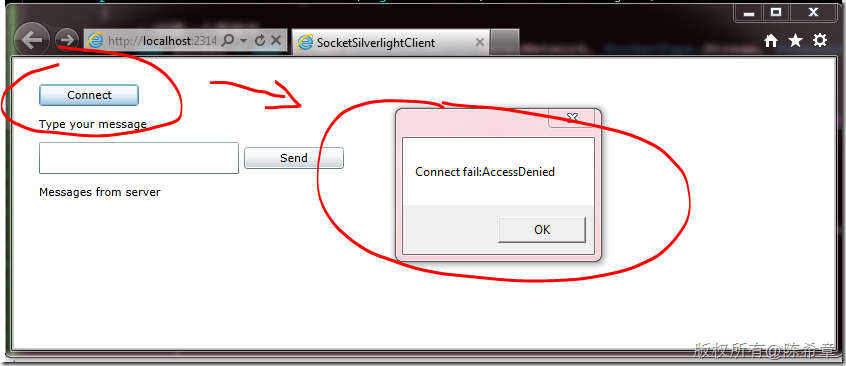 http://localhost:2314
SocketSilverlightClient
Connect
Type your message
Send
Messages from server
Connect fail:AccessDenied
OK
版权所有@陈希章